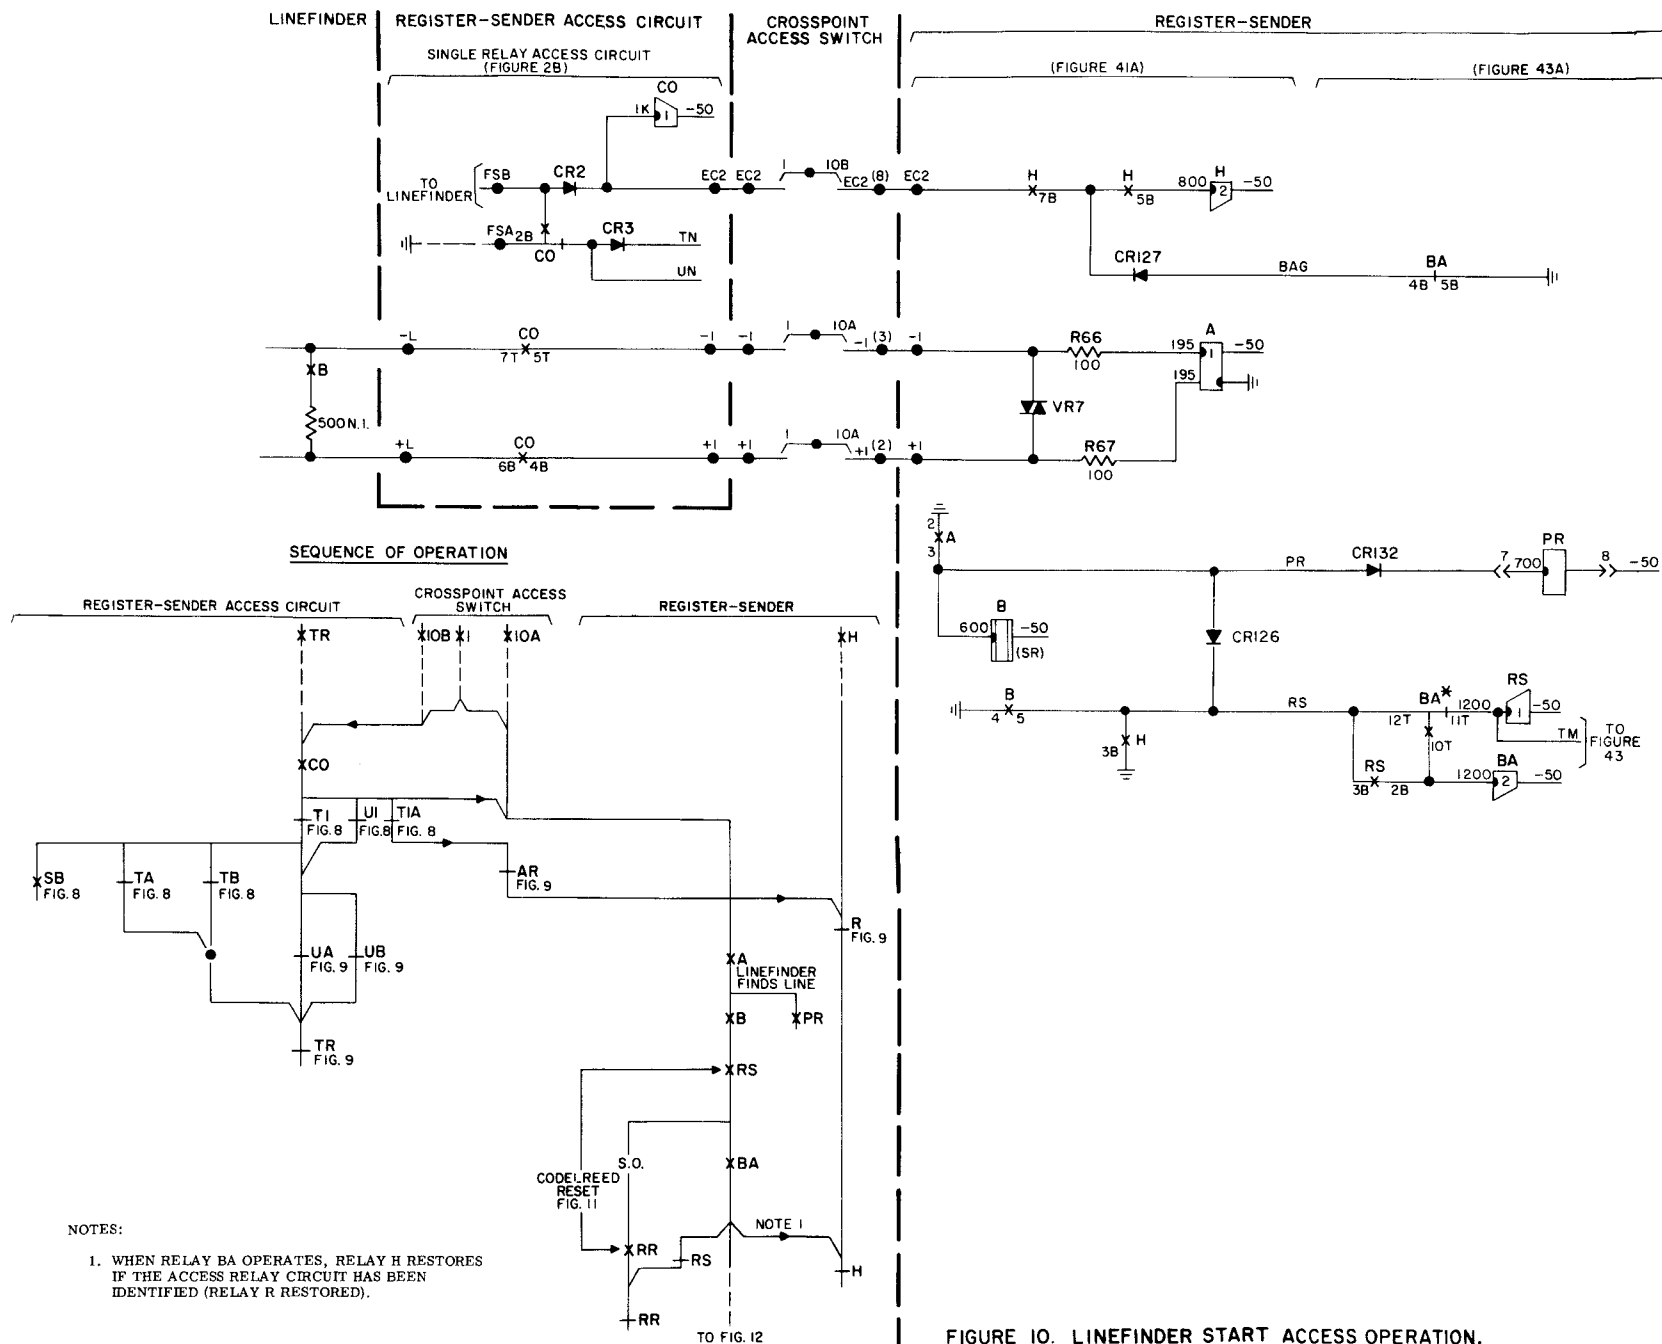 LINEFINDER
REGISTER-SENDER ACCESS CIRCUIT
CROSSPOINT
ACCESS SWITCH
REGISTER-SENDER
SINGLE RELAY ACCESS CIRCUIT
(FIGURE 2B)
(FIGURE 41A)
(FIGURE 43A)
CO
1K 1 -50
TO
LINEFINDER
FSB
CR2
EC2 EC2
1 10B
EC2 (8) EC2
H
7B
H
5B
800 H 2 -50
FSA 2B
CO
CR3
TN
UN
CR127
BAG
BA
4B 5B
-L
CO
7T 5T
-1 -1
1 10A
-1 (3) -1
R66
100
195 A 1 -50
195
B
500 N.I.
VR7
+L
CO
6B 4B
+1 +1
1 10A
+1 (2) +1
R67
100
2
A
3
PR
CR132
7 700 PR 8 -50
B
600 -50
(SR)
CR126
B
4 5
RS
BA*
12T 11T
1200 RS 1 -50
TM
TO
FIGURE
43
3B H
10T
RS
3B 2B
1200 BA 2 -50
SEQUENCE OF OPERATION
REGISTER-SENDER ACCESS CIRCUIT
CROSSPOINT ACCESS
SWITCH
REGISTER-SENDER
TR
10B 1 10A
H
CO
T1
FIG. 8
U1
FIG.8
T1A
FIG. 8
SB
FIG. 8
TA
FIG. 8
TB
FIG. 8
AR
FIG. 9
R
FIG. 9
UA
FIG. 9
UB
FIG. 9
A
LINEFINDER
FINDS LINE
B
PR
TR
FIG. 9
RS
S.O.
BA
CODELREED
RESET
FIG. 11
NOTE 1
RR
RS
H
RR
TO FIG. 12
NOTES:
1. WHEN RELAY BA OPERATES, RELAY H RESTORES
IF THE ACCESS RELAY CIRCUIT HAS BEEN
IDENTIFIED (RELAY R RESTORED).
FIGURE 10. LINEFINDER START ACCESS OPERATION.